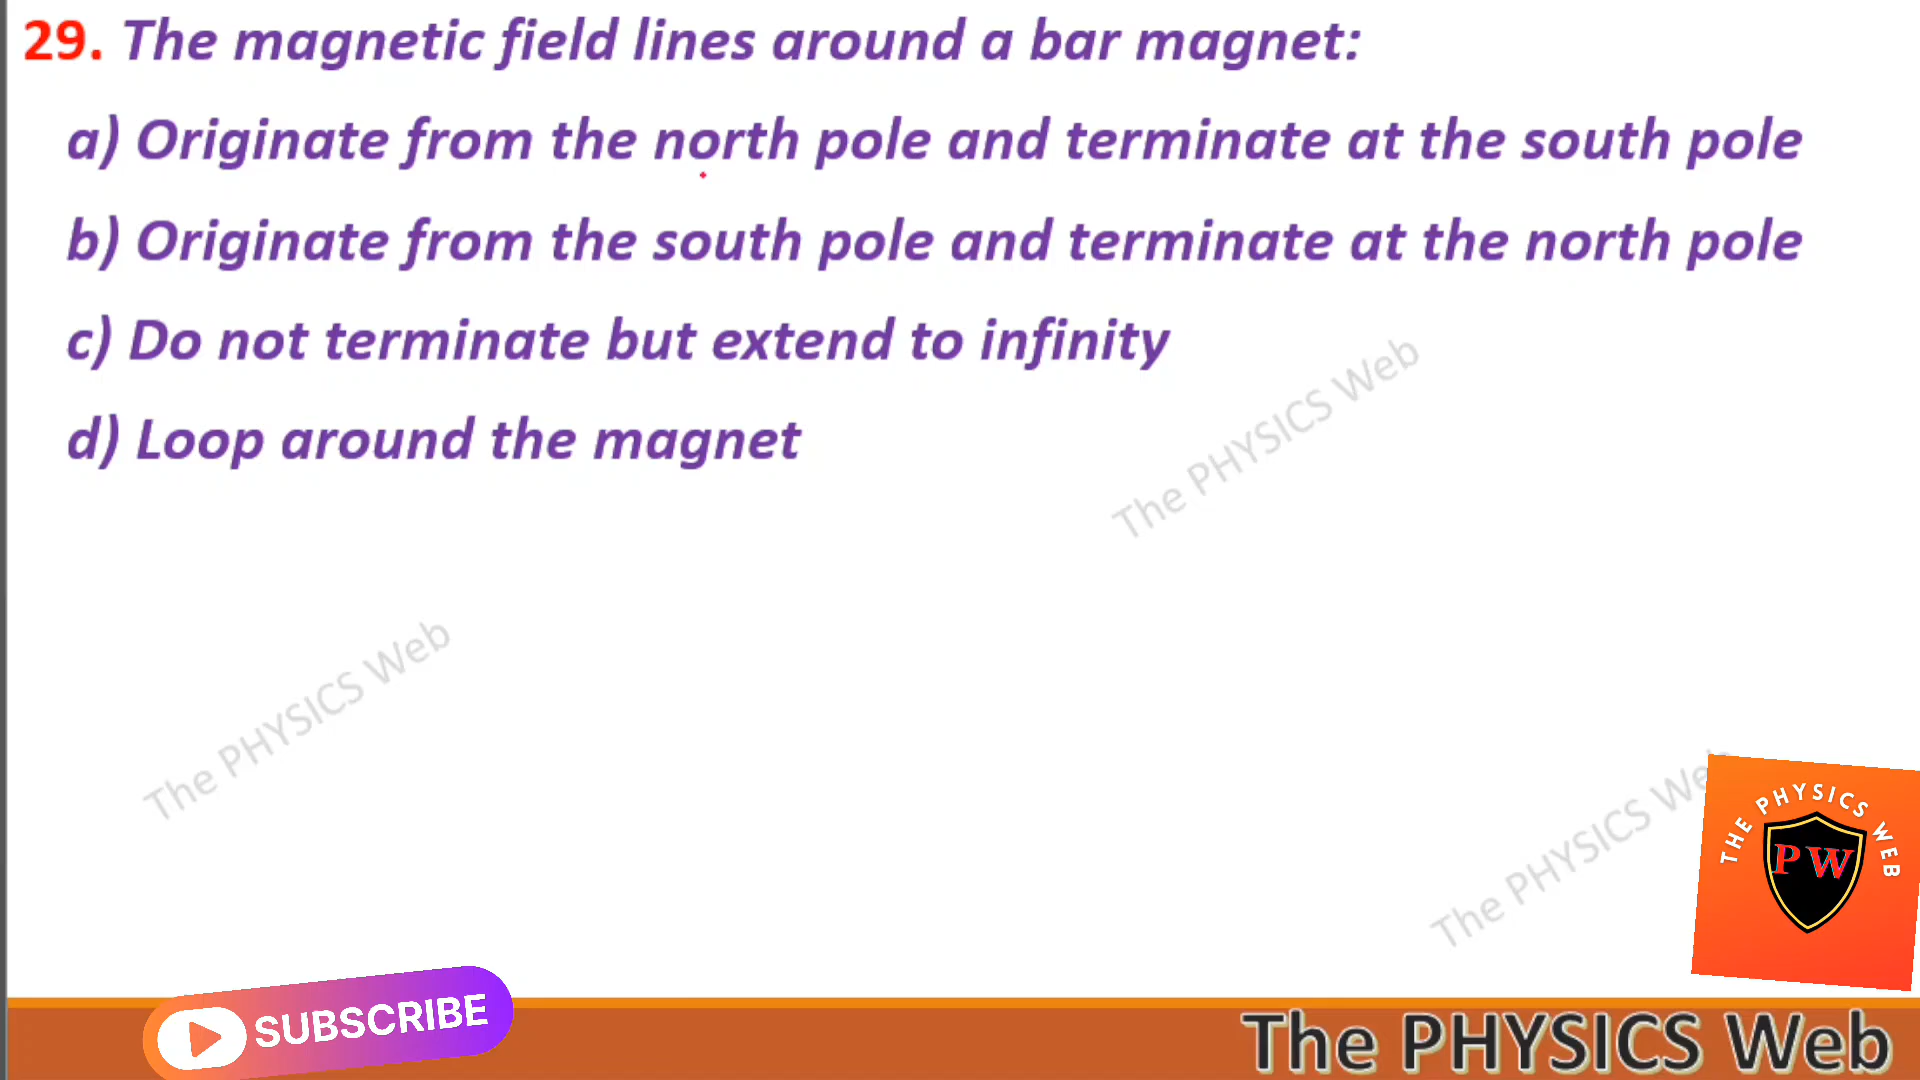 29. The magnetic field lines around a bar magnet:
a) Originate from the north pole and terminate at the south pole
b) Originate from the south pole and terminate at the north pole
c) Do not terminate but extend to infinity
d) Loop around the magnet
The PHYSICS Web
The PHYSICS Web
The PHYSICS Web
THE PHYSICS WEB
PW
SUBSCRIBE
The PHYSICS Web